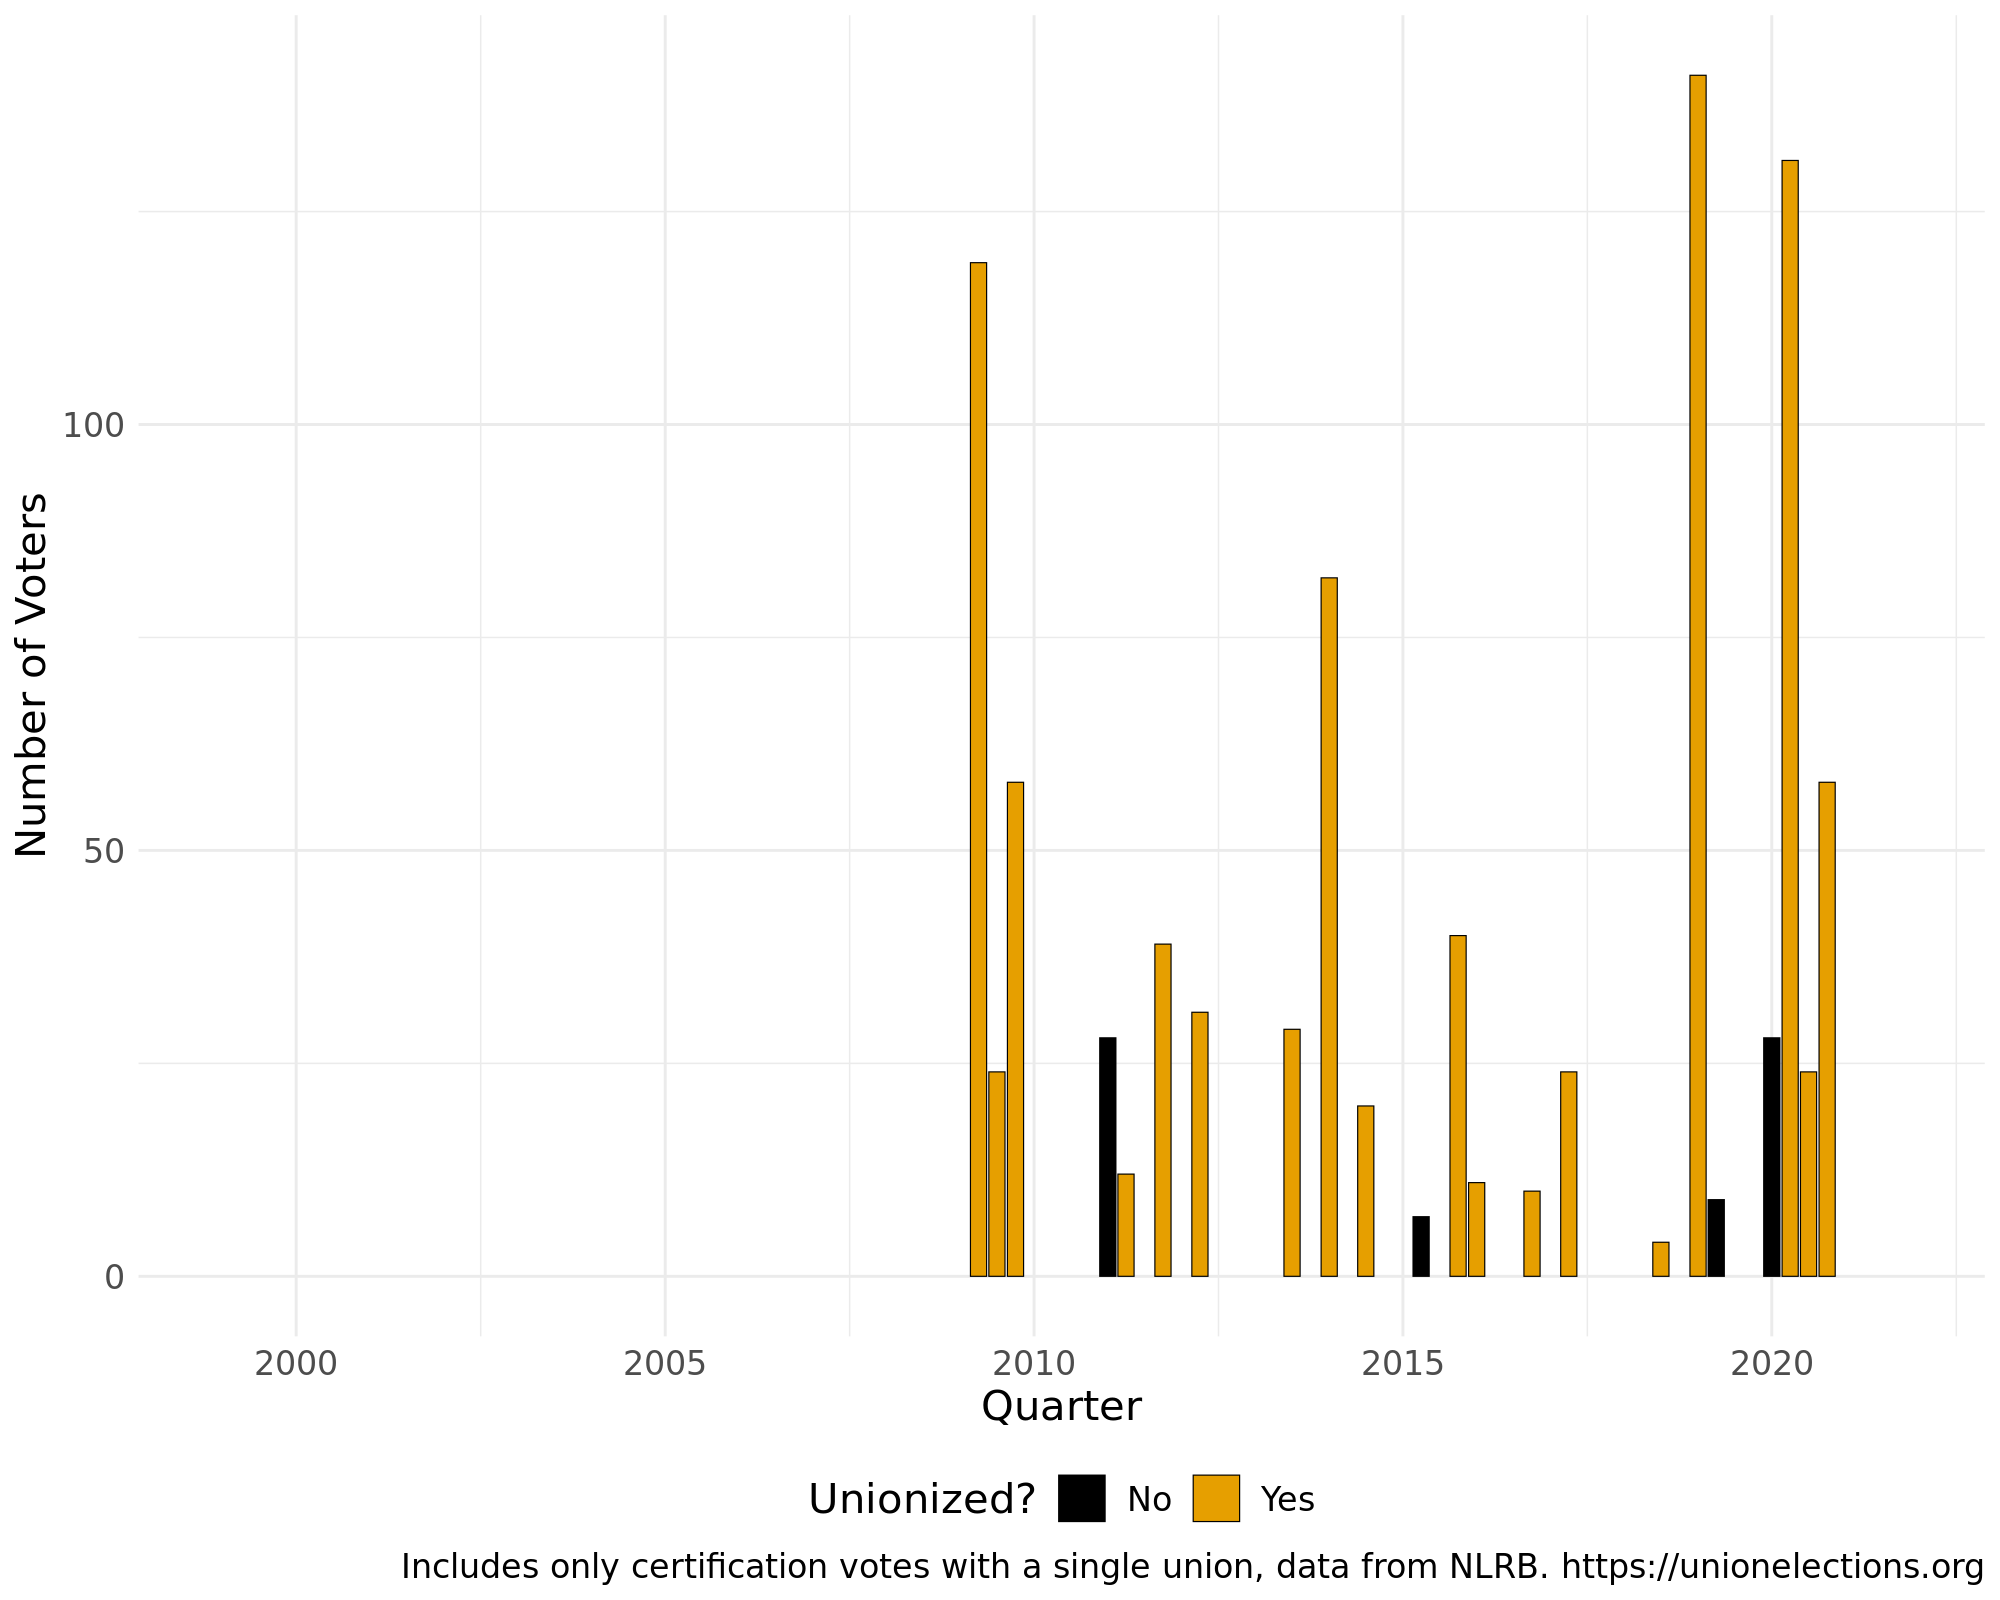 100
50
0
Number of Voters
2000 2005 2010 2015 2020
Quarter
Unionized? No Yes
Includes only certification votes with a single union, data from NLRB. https://unionelections.org